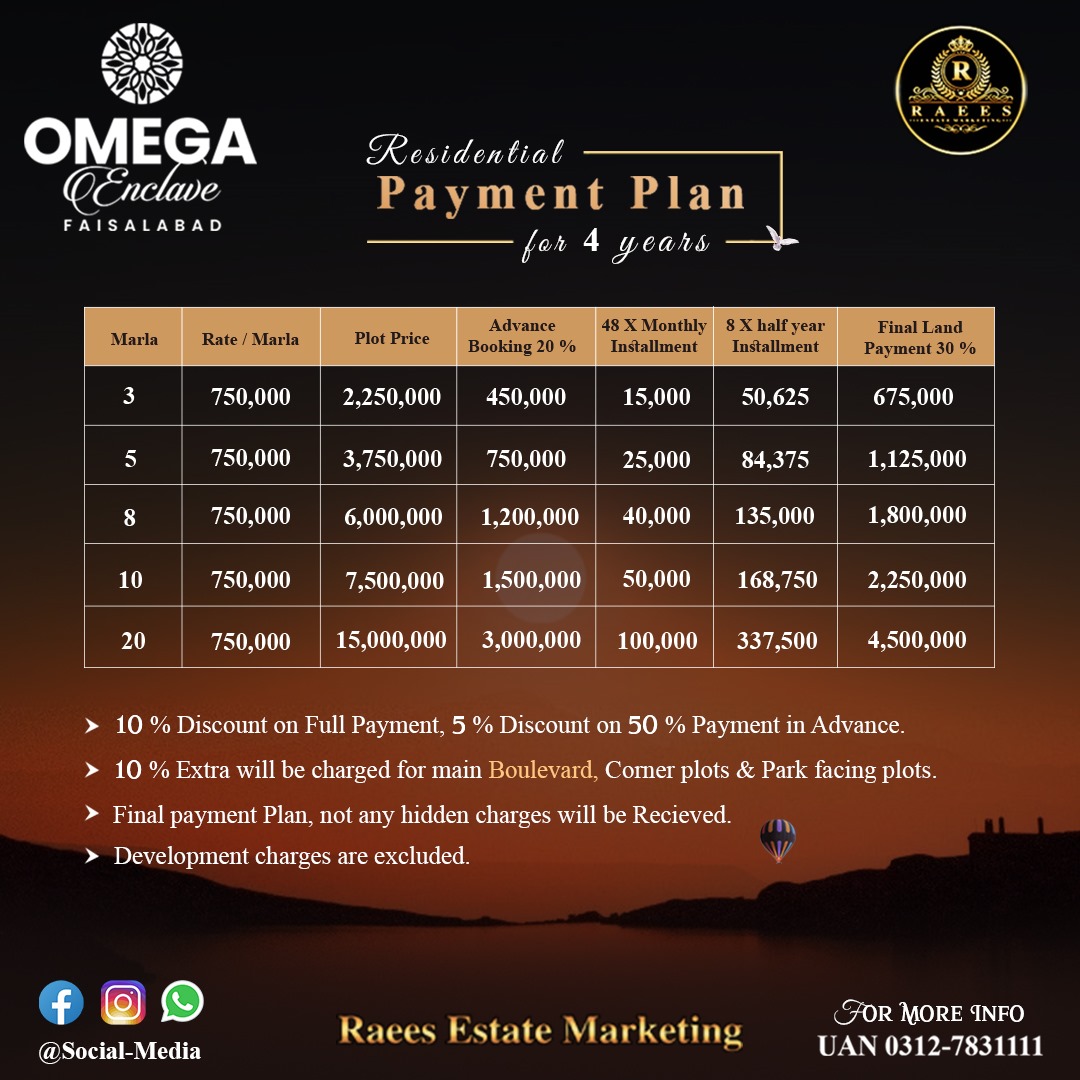 OMEGA
Enclave
FAISALABAD
R
RAEES
ESTATE MARKETING
Residential
Payment Plan
for 4 years
Marla | Rate / Marla | Plot Price | Advance Booking 20 % | 48 X Monthly Installment | 8 X half year Installment | Final Land Payment 30 %
3 | 750,000 | 2,250,000 | 450,000 | 15,000 | 50,625 | 675,000
5 | 750,000 | 3,750,000 | 750,000 | 25,000 | 84,375 | 1,125,000
8 | 750,000 | 6,000,000 | 1,200,000 | 40,000 | 135,000 | 1,800,000
10 | 750,000 | 7,500,000 | 1,500,000 | 50,000 | 168,750 | 2,250,000
20 | 750,000 | 15,000,000 | 3,000,000 | 100,000 | 337,500 | 4,500,000
10 % Discount on Full Payment, 5 % Discount on 50 % Payment in Advance.
10 % Extra will be charged for main Boulevard, Corner plots & Park facing plots.
Final payment Plan, not any hidden charges will be Recieved.
Development charges are excluded.
@Social-Media
Raees Estate Marketing
FOR MORE INFO
UAN 0312-7831111